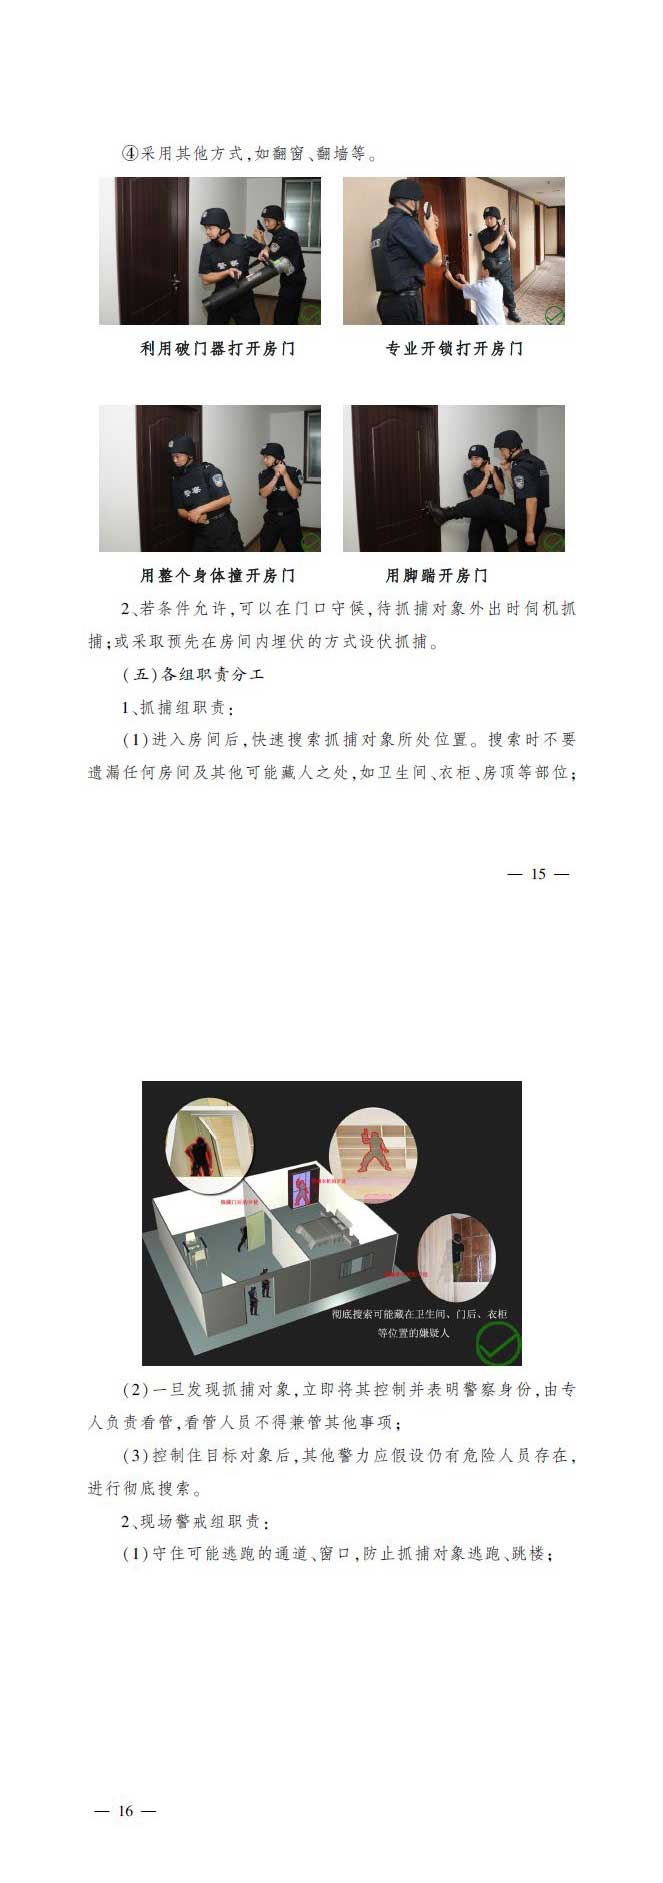 ④采用其他方式,如翻窗、翻墙等。
利用破门器打开房门
专业开锁打开房门
用整个身体撞开房门
用脚踹开房门
2、若条件允许,可以在门口守候,待抓捕对象外出时伺机抓
捕;或采取预先在房间内埋伏的方式设伏抓捕。
(五)各组职责分工
1、抓捕组职责:
(1)进入房间后,快速搜索抓捕对象所处位置。搜索时不要
遗漏任何房间及其他可能藏人之处,如卫生间、衣柜、房顶等部位;
— 15 —
彻底搜索可能藏在卫生间、门后、衣柜
等位置的嫌疑人
(2)一旦发现抓捕对象,立即将其控制并表明警察身份,由专
人负责看管,看管人员不得兼管其他事项;
(3)控制住目标对象后,其他警力应假设仍有危险人员存在,
进行彻底搜索。
2、现场警戒组职责:
(1)守住可能逃跑的通道、窗口,防止抓捕对象逃跑、跳楼;
— 16 —